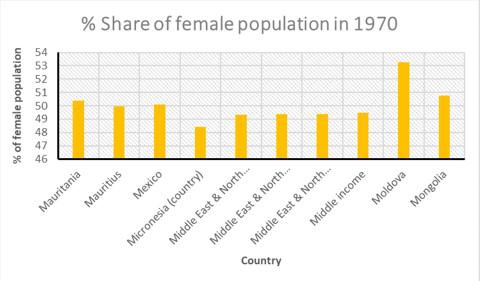 % Share of female population in 1970
% of female population
54
53
52
51
50
49
48
47
46
Mauritania
Mauritius
Mexico
Micronesia (country)
Middle East & North...
Middle East & North...
Middle East & North...
Middle income
Moldova
Mongolia
Country